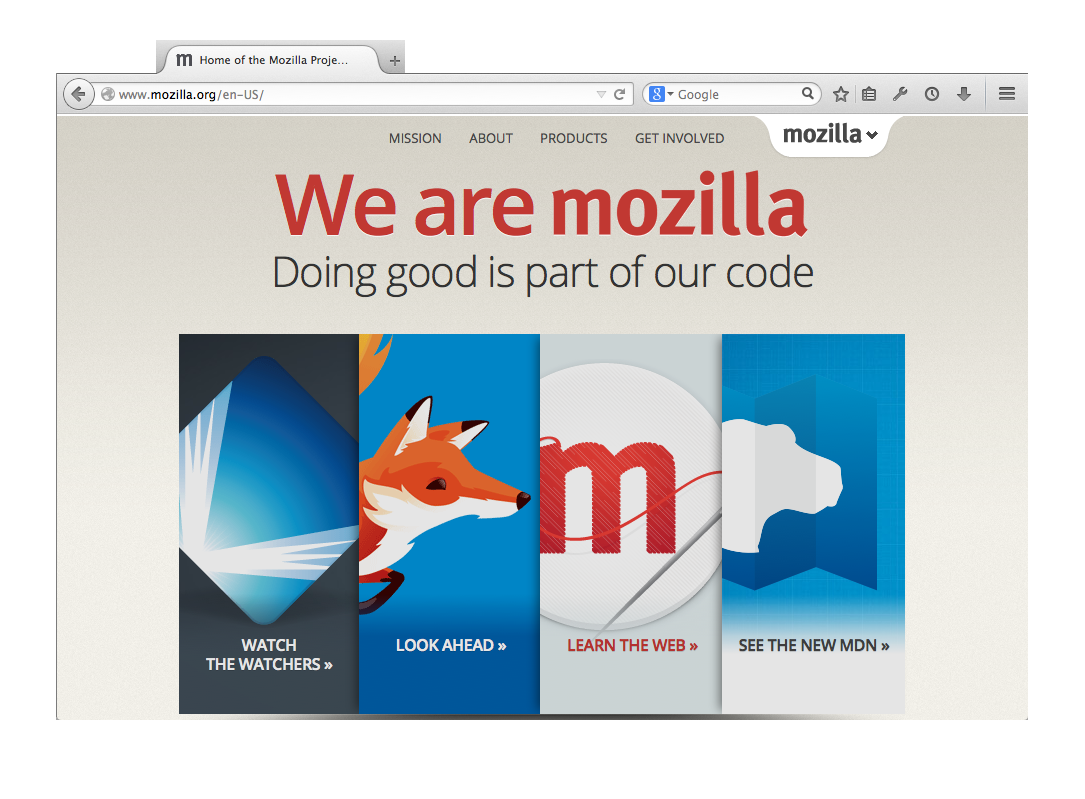 m Home of the Mozilla Proje... +
www.mozilla.org/en-US/
8 Google
MISSION ABOUT PRODUCTS GET INVOLVED mozilla
We are mozilla
Doing good is part of our code
m
WATCH
THE WATCHERS »
LOOK AHEAD »
LEARN THE WEB »
SEE THE NEW MDN »